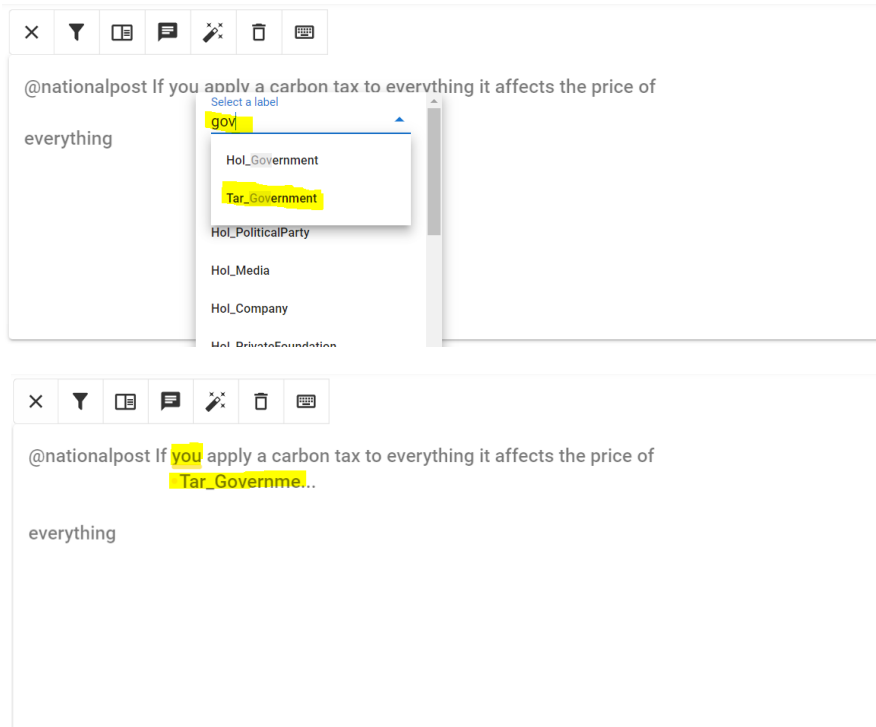 @nationalpost If you apply a carbon tax to everything it affects the price of
Select a label
gov
everything
Hol_Government
Tar_Government
Hol_PoliticalParty
Hol_Media
Hol_Company
Hol_PrivateFoundation
@nationalpost If you apply a carbon tax to everything it affects the price of
Tar_Governme...
everything